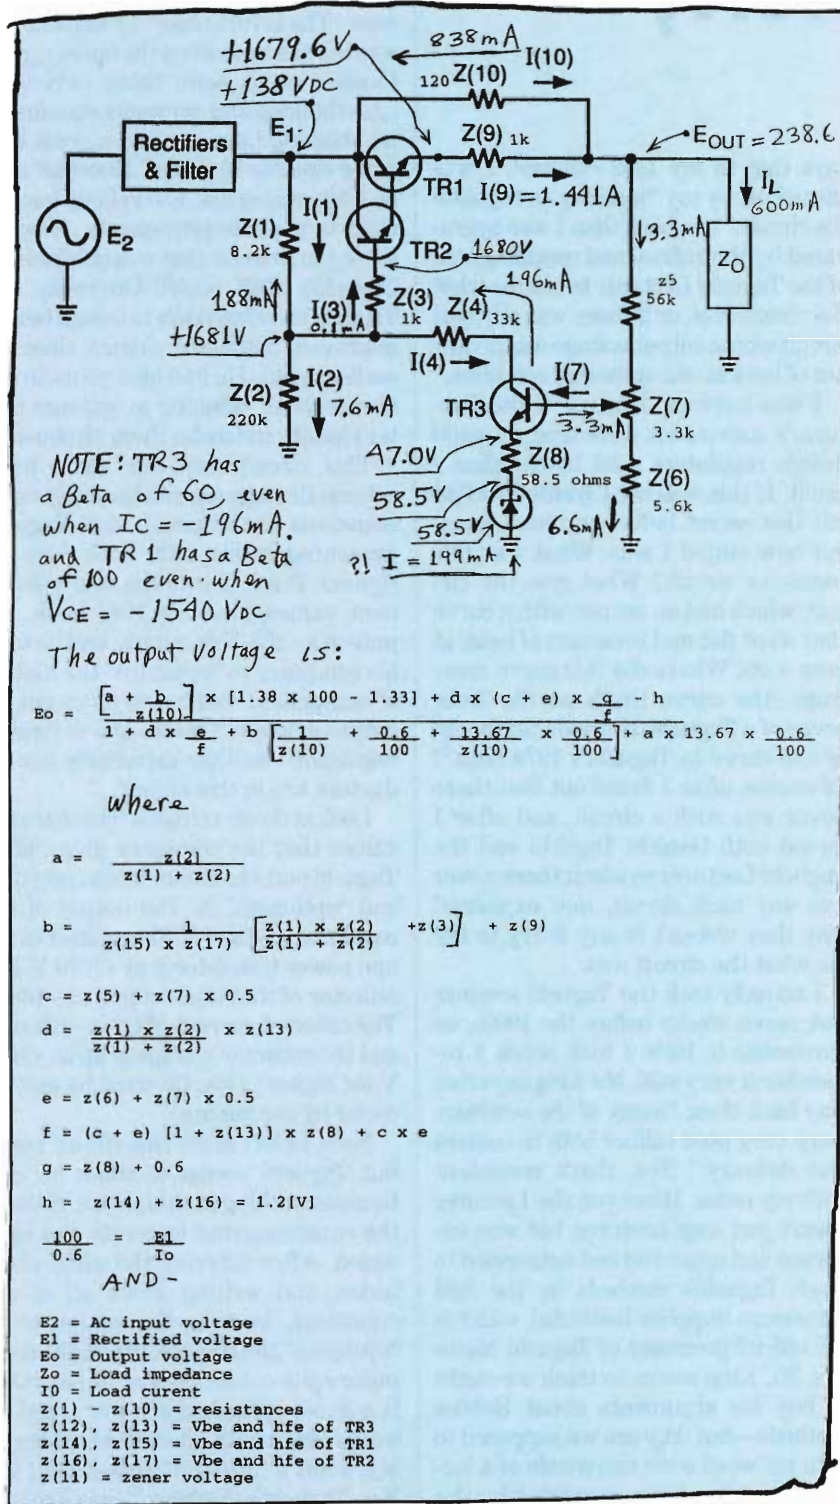 +1679.6V
+138 VDC
838mA
I(10)
120 Z(10)
E1
Rectifiers
& Filter
Z(9) 1k
EOUT = 238.6
TR1
I(9) = 1.441A
IL
600mA
E2
Z(1)
8.2k
I(1)
TR2
1680V
3.3mA
Z0
188mA
I(3)
0.1mA
Z(3)
1k
Z(4) 33k
196mA
z5
56k
+1681V
I(4)
I(7)
Z(2)
220k
I(2)
7.6mA
TR3
3.3mA
Z(7)
3.3k
47.0V
Z(8)
58.5 ohms
Z(6)
5.6k
58.5V
58.5V
6.6mA
?! I = 199mA
NOTE: TR3 has
a Beta of 60, even
when IC = -196mA.
and TR1 has a Beta
of 100 even when
VCE = -1540 VDC
The output voltage is:
[a + b / z(10)] x [1.38 x 100 - 1.33] + d x (c + e) x g / f - h
Eo =
1 + d x e / f + b [1 / z(10) + 0.6 / 100] - 13.67 / z(10) x 0.6 / 100] + a x 13.67 x 0.6 / 100
where
a = z(2) / z(1) + z(2)
b = 1 / z(15) x z(17) x [z(1) x z(2) / z(1) + z(2) +z(3)] + z(9)
c = z(5) + z(7) x 0.5
d = z(1) x z(2) / z(1) + z(2) x z(13)
e = z(6) + z(7) x 0.5
f = (c + e) [1 + z(13)] x z(8) + c x e
g = z(8) + 0.6
h = z(14) + z(16) = 1.2[V]
100 / 0.6 = E1 / Io
AND -
E2 = AC input voltage
E1 = Rectified voltage
Eo = Output voltage
Zo = Load impedance
I0 = Load curent
z(1) - z(10) = resistances
z(12), z(13) = Vbe and hfe of TR3
z(14), z(15) = Vbe and hfe of TR1
z(16), z(17) = Vbe and hfe of TR2
z(11) = zener voltage